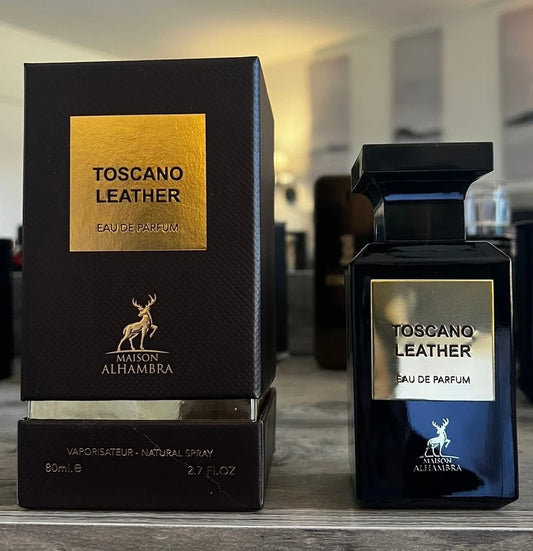 TOSCANO
LEATHER
EAU DE PARFUM
MAISON
ALHAMBRA
VAPORISATEUR - NATURAL SPRAY
80ml.e 2.7 Fl.OZ
TOSCANO
LEATHER
EAU DE PARFUM
MAISON
ALHAMBRA